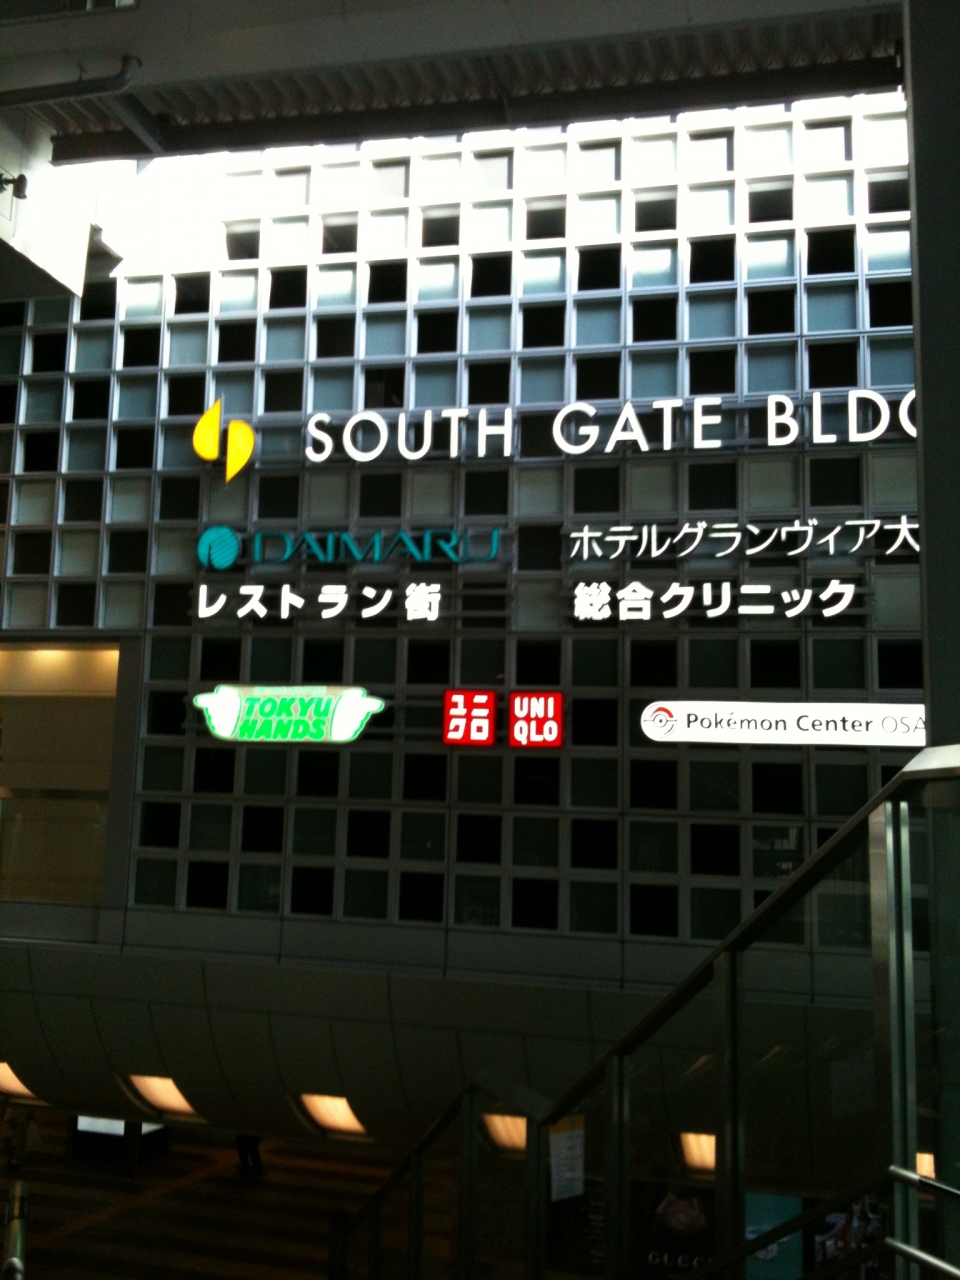 SOUTH GATE BLDG
DAIMARU ホテルグランヴィア大
レストラン街 総合クリニック
TOKYU HANDS ユニクロ UNIQLO Pokémon Center OSA
GUCCI